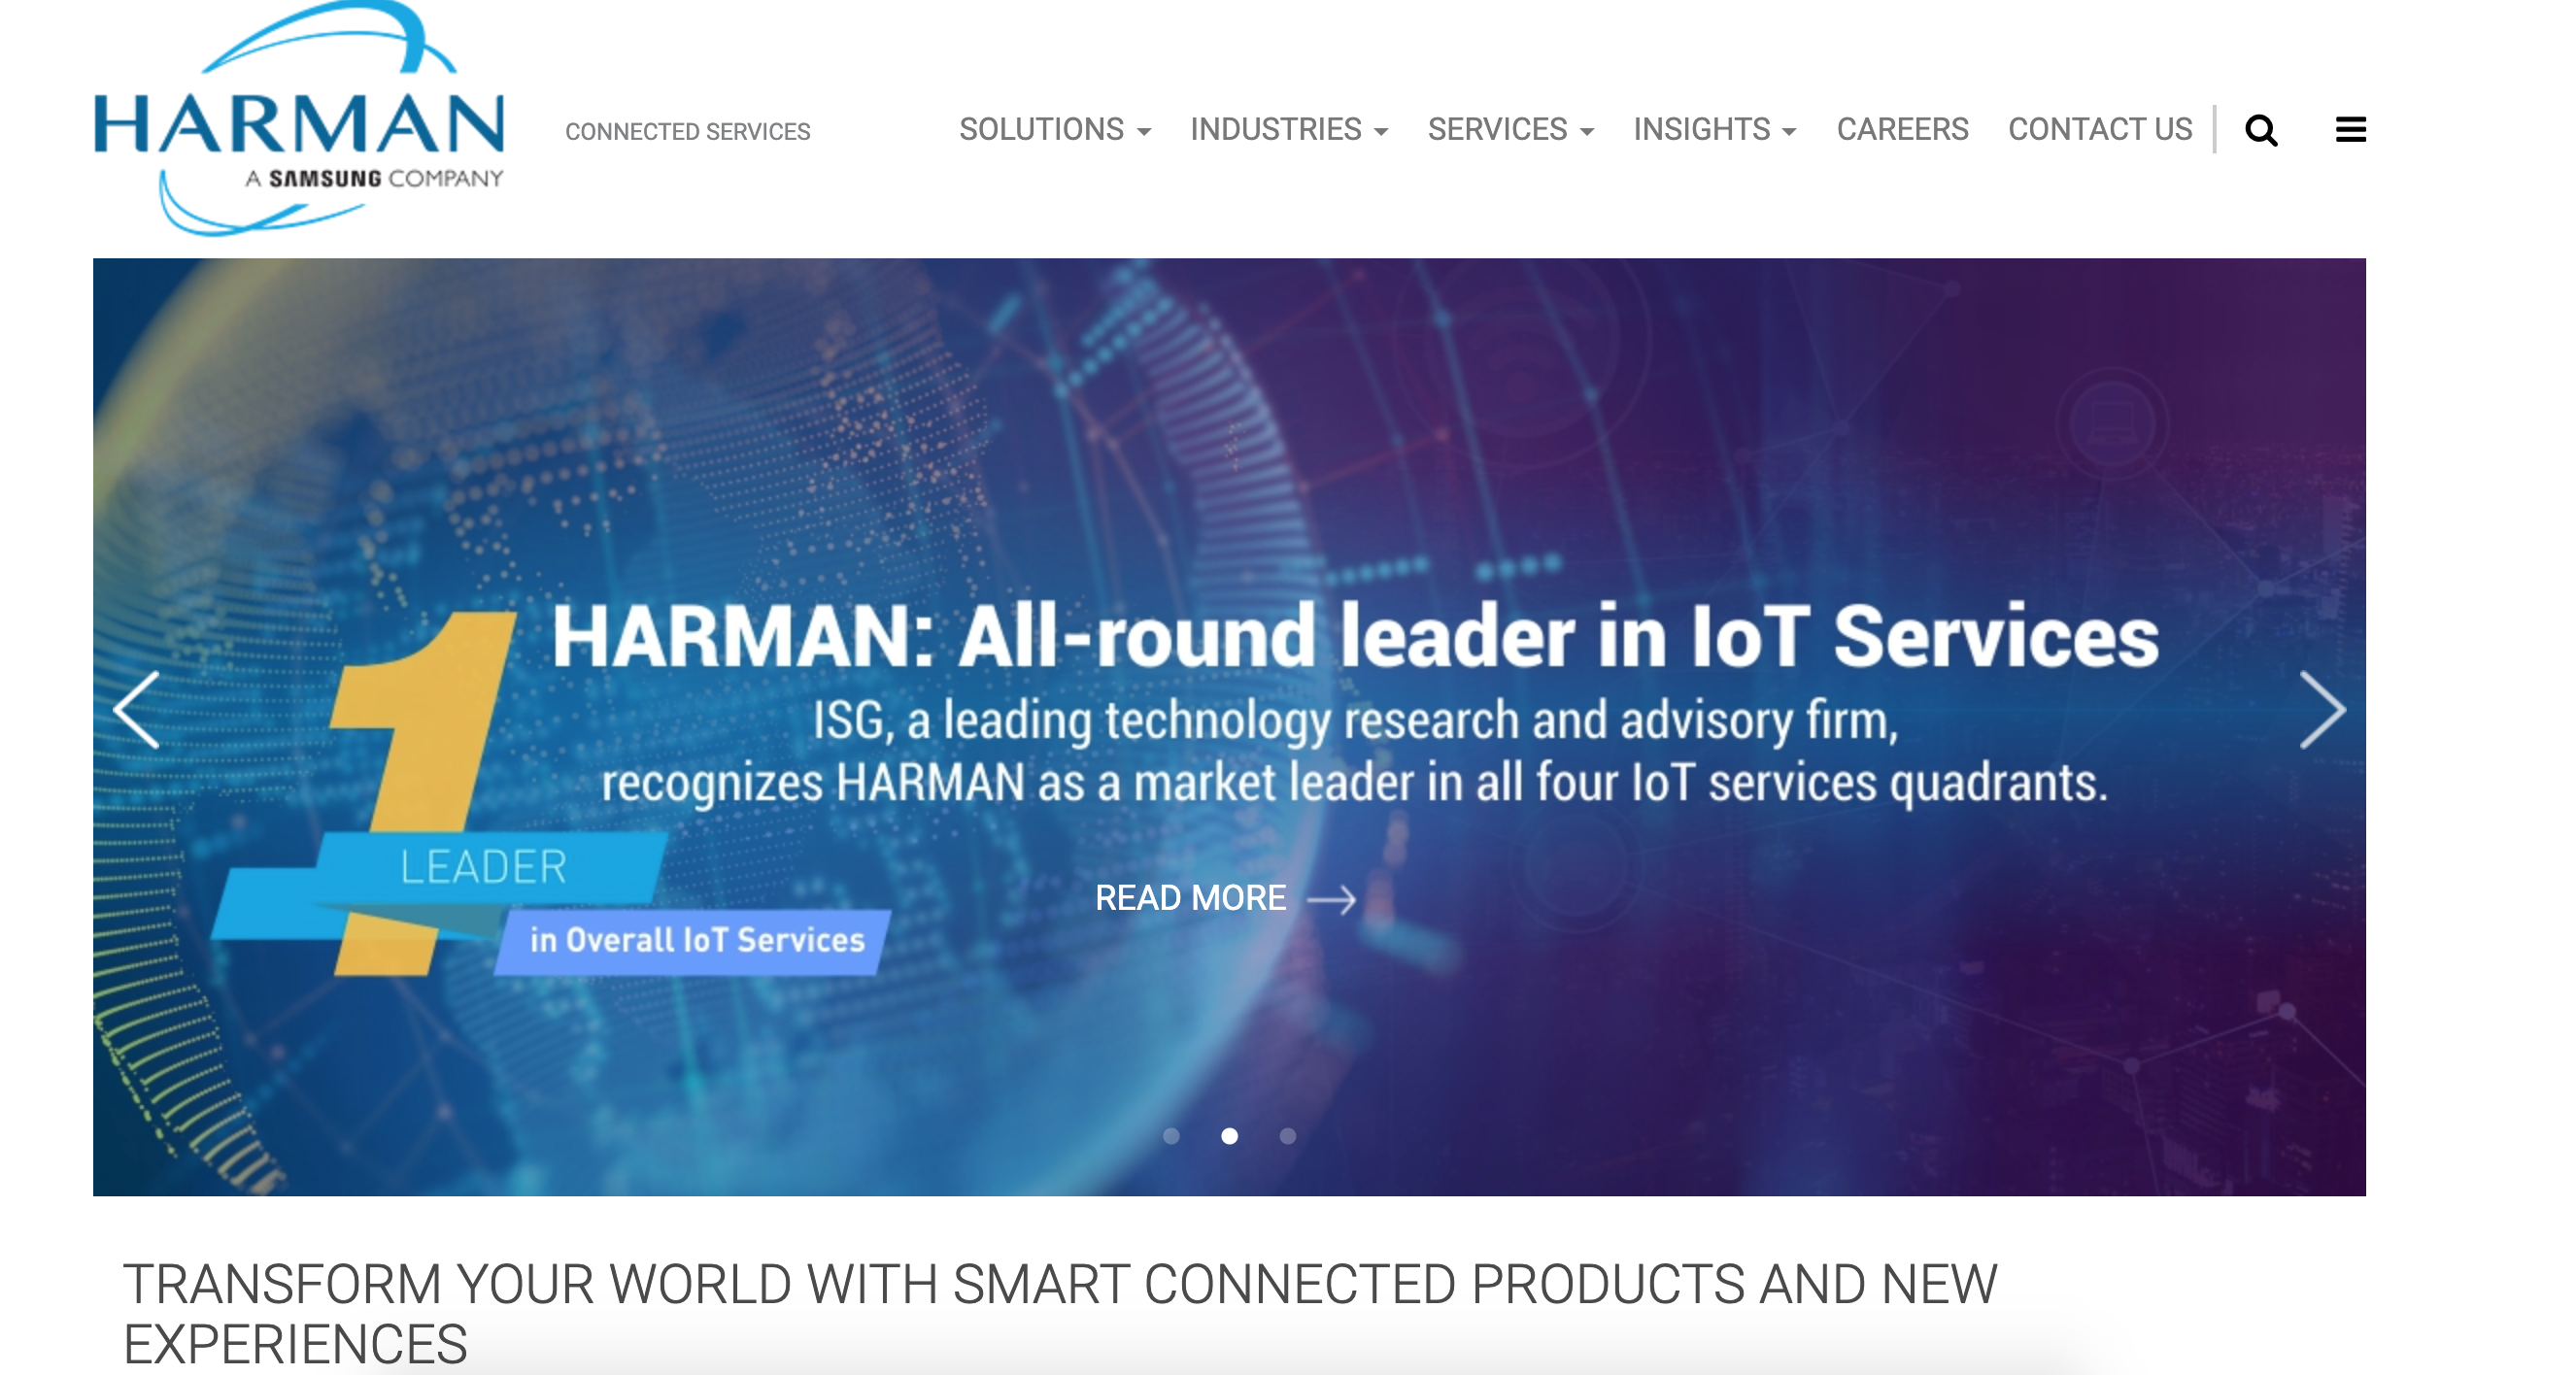 HARMAN
A SAMSUNG COMPANY
CONNECTED SERVICES
SOLUTIONS INDUSTRIES SERVICES INSIGHTS CAREERS CONTACT US
1
HARMAN: All-round leader in IoT Services
ISG, a leading technology research and advisory firm,
recognizes HARMAN as a market leader in all four IoT services quadrants.
LEADER
in Overall IoT Services
READ MORE
TRANSFORM YOUR WORLD WITH SMART CONNECTED PRODUCTS AND NEW
EXPERIENCES